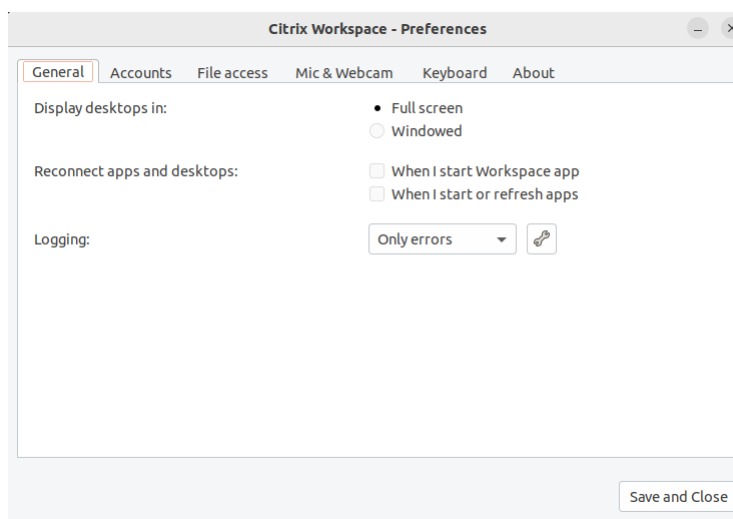 Citrix Workspace - Preferences
General Accounts File access Mic & Webcam Keyboard About
Display desktops in: Full screen
Windowed
Reconnect apps and desktops: When I start Workspace app
When I start or refresh apps
Logging: Only errors
Save and Close